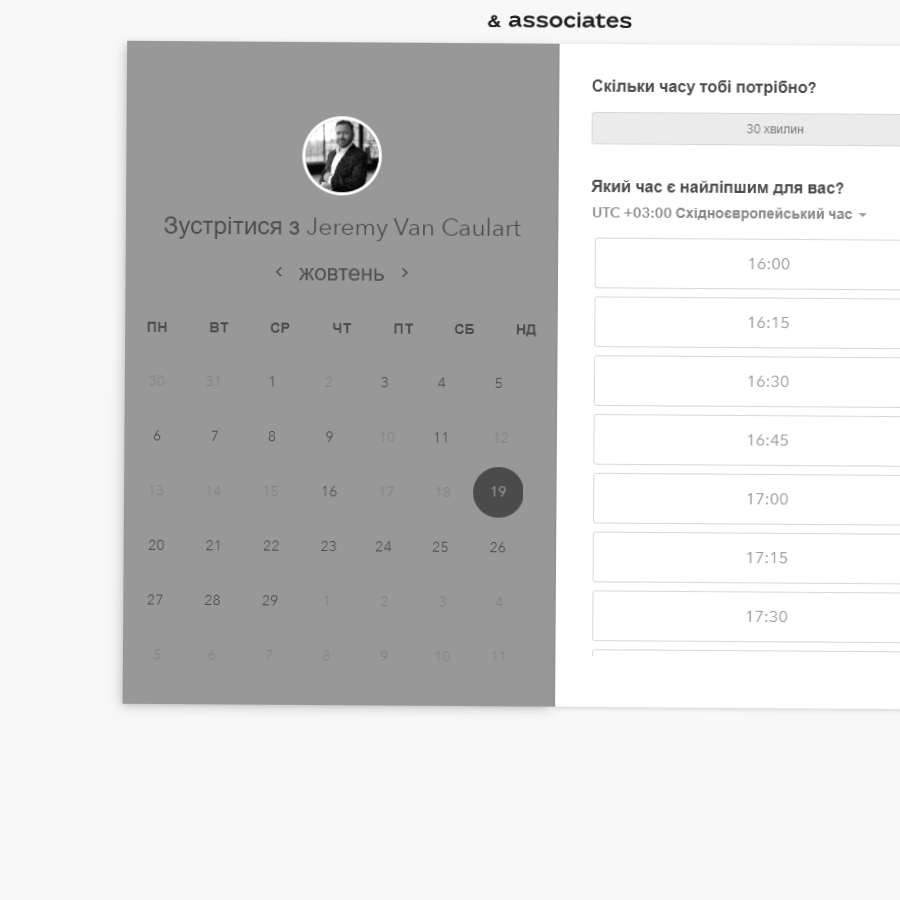 & associates
Зустрітися з Jeremy Van Caulart
‹ жовтень ›
ПН ВТ СР ЧТ ПТ СБ НД
30 31 1 2 3 4 5
6 7 8 9 10 11 12
13 14 15 16 17 18 19
20 21 22 23 24 25 26
27 28 29 1 2 3 4
5 6 7 8 9 10 11
Скільки часу тобі потрібно?
30 хвилин
Який час є найліпшим для вас?
UTC +03:00 Східноєвропейський час
16:00
16:15
16:30
16:45
17:00
17:15
17:30